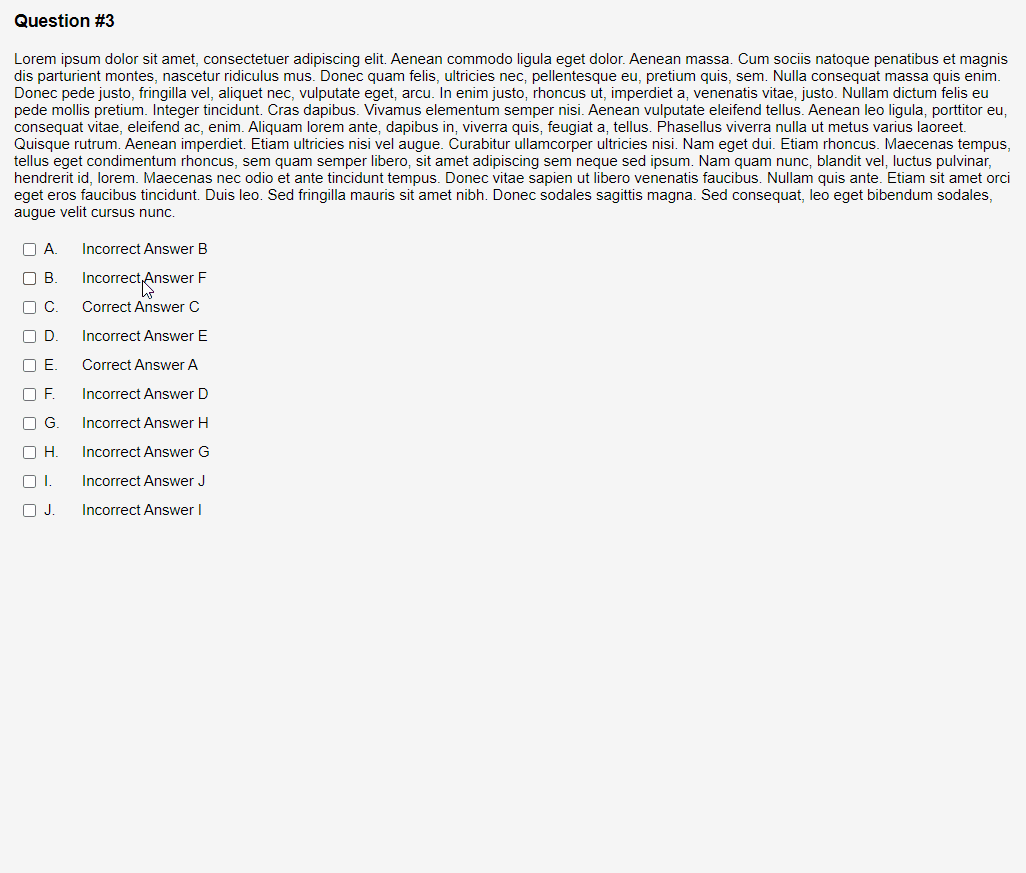 Question #3
Lorem ipsum dolor sit amet, consectetuer adipiscing elit. Aenean commodo ligula eget dolor. Aenean massa. Cum sociis natoque penatibus et magnis
dis parturient montes, nascetur ridiculus mus. Donec quam felis, ultricies nec, pellentesque eu, pretium quis, sem. Nulla consequat massa quis enim.
Donec pede justo, fringilla vel, aliquet nec, vulputate eget, arcu. In enim justo, rhoncus ut, imperdiet a, venenatis vitae, justo. Nullam dictum felis eu
pede mollis pretium. Integer tincidunt. Cras dapibus. Vivamus elementum semper nisi. Aenean vulputate eleifend tellus. Aenean leo ligula, porttitor eu,
consequat vitae, eleifend ac, enim. Aliquam lorem ante, dapibus in, viverra quis, feugiat a, tellus. Phasellus viverra nulla ut metus varius laoreet.
Quisque rutrum. Aenean imperdiet. Etiam ultricies nisi vel augue. Curabitur ullamcorper ultricies nisi. Nam eget dui. Etiam rhoncus. Maecenas tempus,
tellus eget condimentum rhoncus, sem quam semper libero, sit amet adipiscing sem neque sed ipsum. Nam quam nunc, blandit vel, luctus pulvinar,
hendrerit id, lorem. Maecenas nec odio et ante tincidunt tempus. Donec vitae sapien ut libero venenatis faucibus. Nullam quis ante. Etiam sit amet orci
eget eros faucibus tincidunt. Duis leo. Sed fringilla mauris sit amet nibh. Donec sodales sagittis magna. Sed consequat, leo eget bibendum sodales,
augue velit cursus nunc.
A. Incorrect Answer B
B. Incorrect Answer F
C. Correct Answer C
D. Incorrect Answer E
E. Correct Answer A
F. Incorrect Answer D
G. Incorrect Answer H
H. Incorrect Answer G
I. Incorrect Answer J
J. Incorrect Answer I